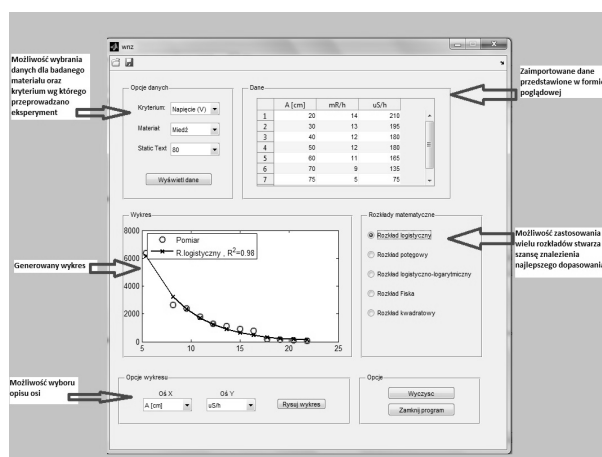 wnz
Możliwość wybrania
danych dla badanego
materiału oraz
kryterium wg którego
przeprowadzano
eksperyment
Opcje danych
Kryterium: Napięcie (V)
Materiał: Miedź
Static Text 80
Wyświetl dane
Dane
A [cm] mR/h uS/h
1 20 14 210
2 30 13 195
3 40 12 180
4 50 12 180
5 60 11 165
6 70 9 135
7 75 5 75
Zaimportowane dane
przedstawione w formie
poglądowej
Wykres
8000
6000
4000
2000
0
5 10 15 20 25
Pomiar
R.logistyczny , R²=0.98
Generowany wykres
Rozkłady matematyczne
Rozkład logistyczny
Rozkład potęgowy
Rozkład logistyczno-logarytmiczny
Rozkład Fiska
Rozkład kwadratowy
Możliwość zastosowania
wielu rozkładów stwarza
szansę znalezienia
najlepszego dopasowania
Możliwość wyboru
opisu osi
Opcje wykresu
Oś X Oś Y
A [cm] uS/h Rysuj wykres
Opcje
Wyczysc
Zamknij program